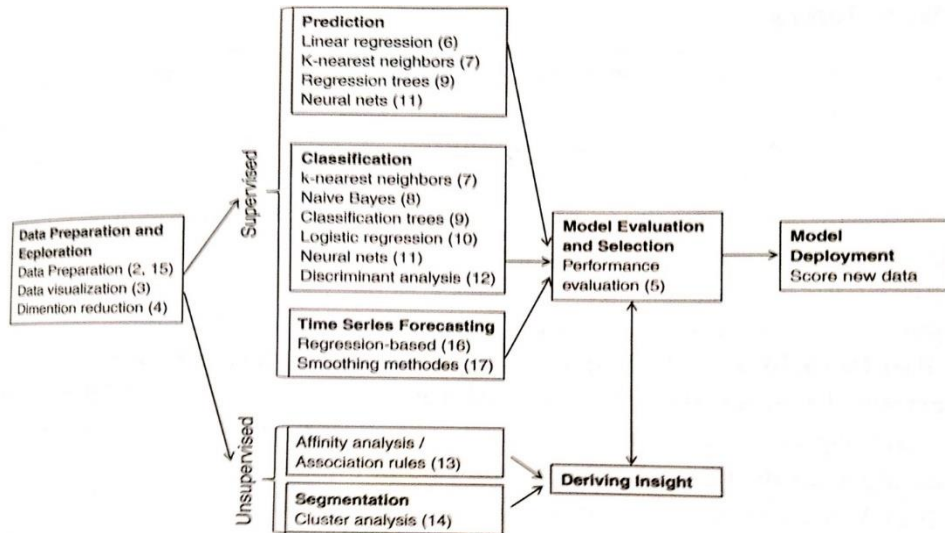 Prediction
Linear regression (6)
K-nearest neighbors (7)
Regression trees (9)
Neural nets (11)
Supervised
Classification
k-nearest neighbors (7)
Naive Bayes (8)
Classification trees (9)
Logistic regression (10)
Neural nets (11)
Discriminant analysis (12)
Data Preparation and
Ecploration
Data Preparation (2, 15)
Data visualization (3)
Dimention reduction (4)
Model Evaluation
and Selection
Performance
evaluation (5)
Model
Deployment
Score new data
Time Series Forecasting
Regression-based (16)
Smoothing methodes (17)
Unsupervised
Affinity analysis /
Association rules (13)
Segmentation
Cluster analysis (14)
Deriving Insight